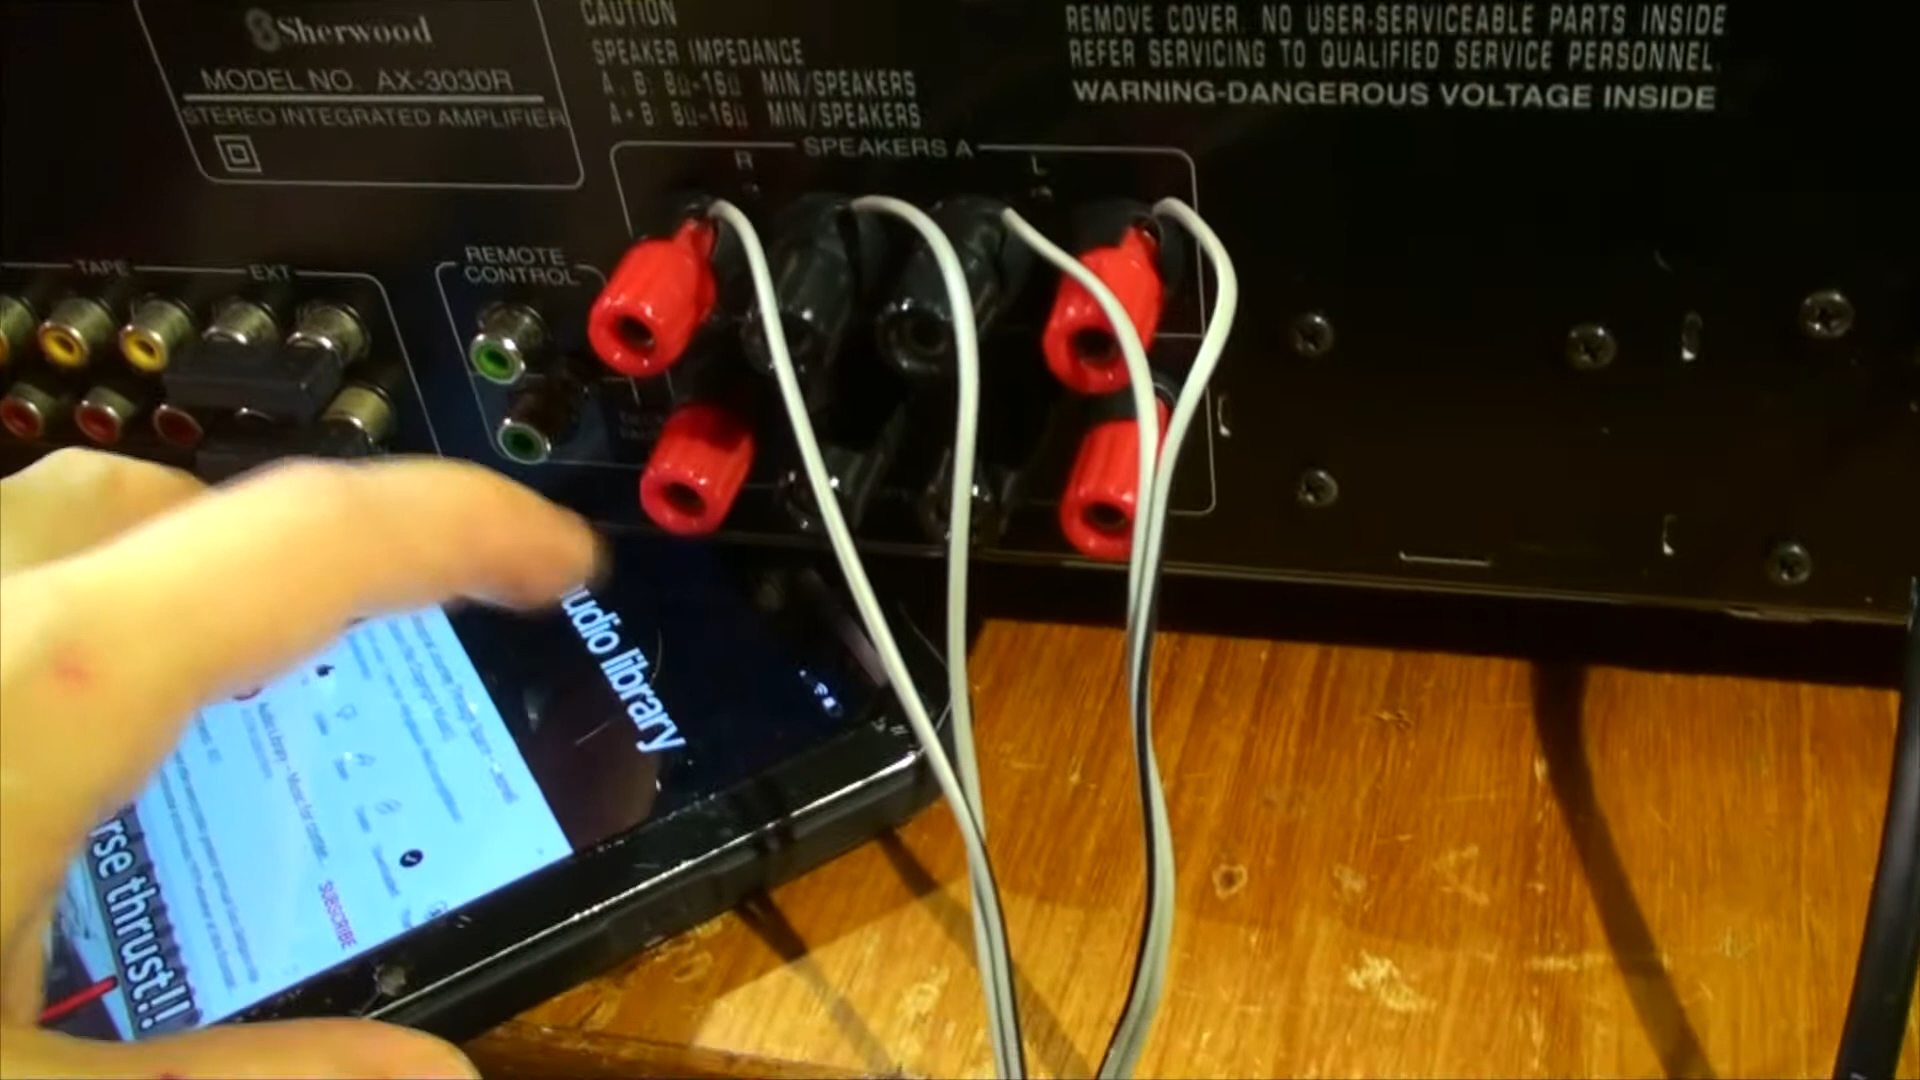 Sherwood
MODEL NO. AX-3030R
STEREO INTEGRATED AMPLIFIER
CAUTION
SPEAKER IMPEDANCE
A, B: 8Ω-16Ω MIN/SPEAKERS
A+B: 8Ω-16Ω MIN/SPEAKERS
REMOVE COVER. NO USER-SERVICEABLE PARTS INSIDE
REFER SERVICING TO QUALIFIED SERVICE PERSONNEL.
WARNING-DANGEROUS VOLTAGE INSIDE
SPEAKERS A
R
L
TAPE
EXT
REMOTE
CONTROL
udio library
SUBSCRIBE
rse thrust!!